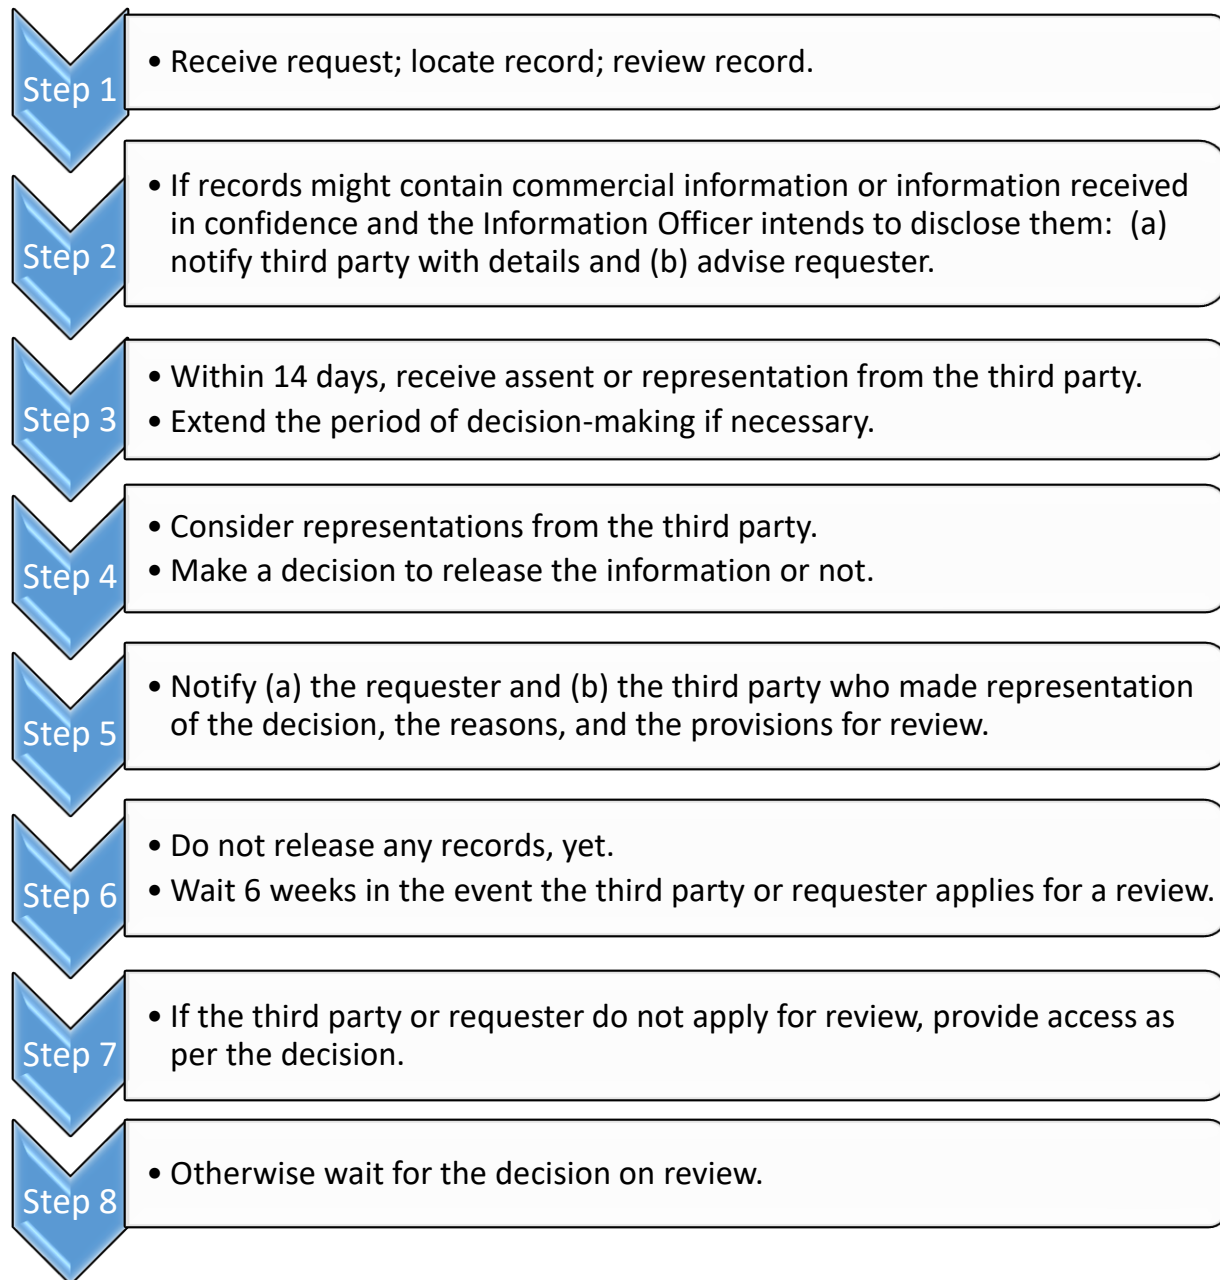 Step 1
• Receive request; locate record; review record.
Step 2
• If records might contain commercial information or information received
in confidence and the Information Officer intends to disclose them:  (a)
notify third party with details and (b) advise requester.
Step 3
• Within 14 days, receive assent or representation from the third party.
• Extend the period of decision-making if necessary.
Step 4
• Consider representations from the third party.
• Make a decision to release the information or not.
Step 5
• Notify (a) the requester and (b) the third party who made representation
of the decision, the reasons, and the provisions for review.
Step 6
• Do not release any records, yet.
• Wait 6 weeks in the event the third party or requester applies for a review.
Step 7
• If the third party or requester do not apply for review, provide access as
per the decision.
Step 8
• Otherwise wait for the decision on review.